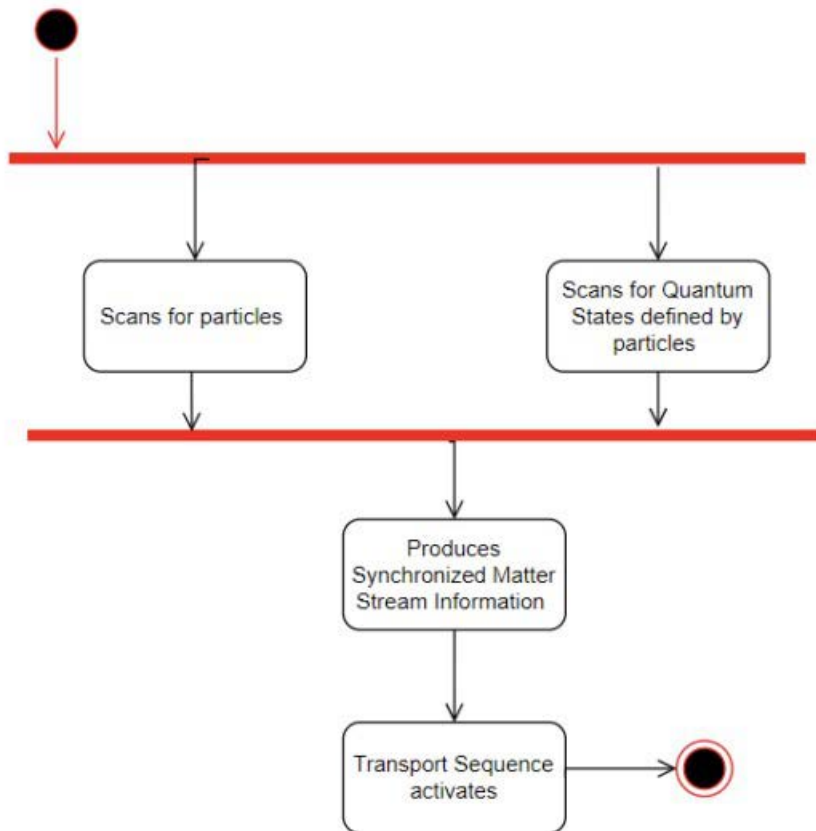 Scans for particles
Scans for Quantum
States defined by
particles
Produces
Synchronized Matter
Stream Information
Transport Sequence
activates